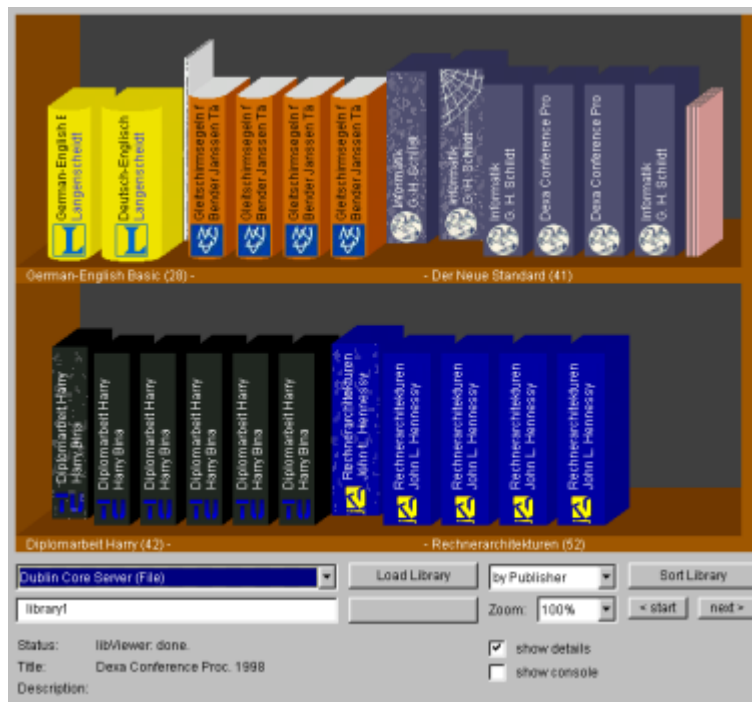 German-English B
Langenscheidt
Deutsch-Englisch
Langenscheidt
Gleitschirmsegeln f
Bender Janssen Tä
Gleitschirmsegeln f
Bender Janssen Tä
Gleitschirmsegeln f
Bender Janssen Tä
Gleitschirmsegeln f
Bender Janssen Tä
Informatik
G. H. Schildt
Informatik
G. H. Schildt
Informatik
G. H. Schildt
Dexa Conference Pro
Dexa Conference Pro
Informatik
G. H. Schildt
German-English Basic (28) -
- Der Neue Standard (41)
Diplomarbeit Harry
Harry Bina
Diplomarbeit Harry
Harry Bina
Diplomarbeit Harry
Harry Bina
Diplomarbeit Harry
Harry Bina
Diplomarbeit Harry
Harry Bina
Diplomarbeit Harry
Harry Bina
Rechnerarchitekturen
John L. Hennessy
Rechnerarchitekturen
John L. Hennessy
Rechnerarchitekturen
John L. Hennessy
Rechnerarchitekturen
John L. Hennessy
Rechnerarchitekturen
John L. Hennessy
Diplomarbeit Harry (42) -
- Rechnerarchitekturen (52)
Dublin Core Server (File)
Load Library
by Publisher
Sort Library
library1
Zoom: 100%
< start
next >
Status: libViewer: done.
show details
Title: Dexa Conference Proc. 1998
show console
Description: